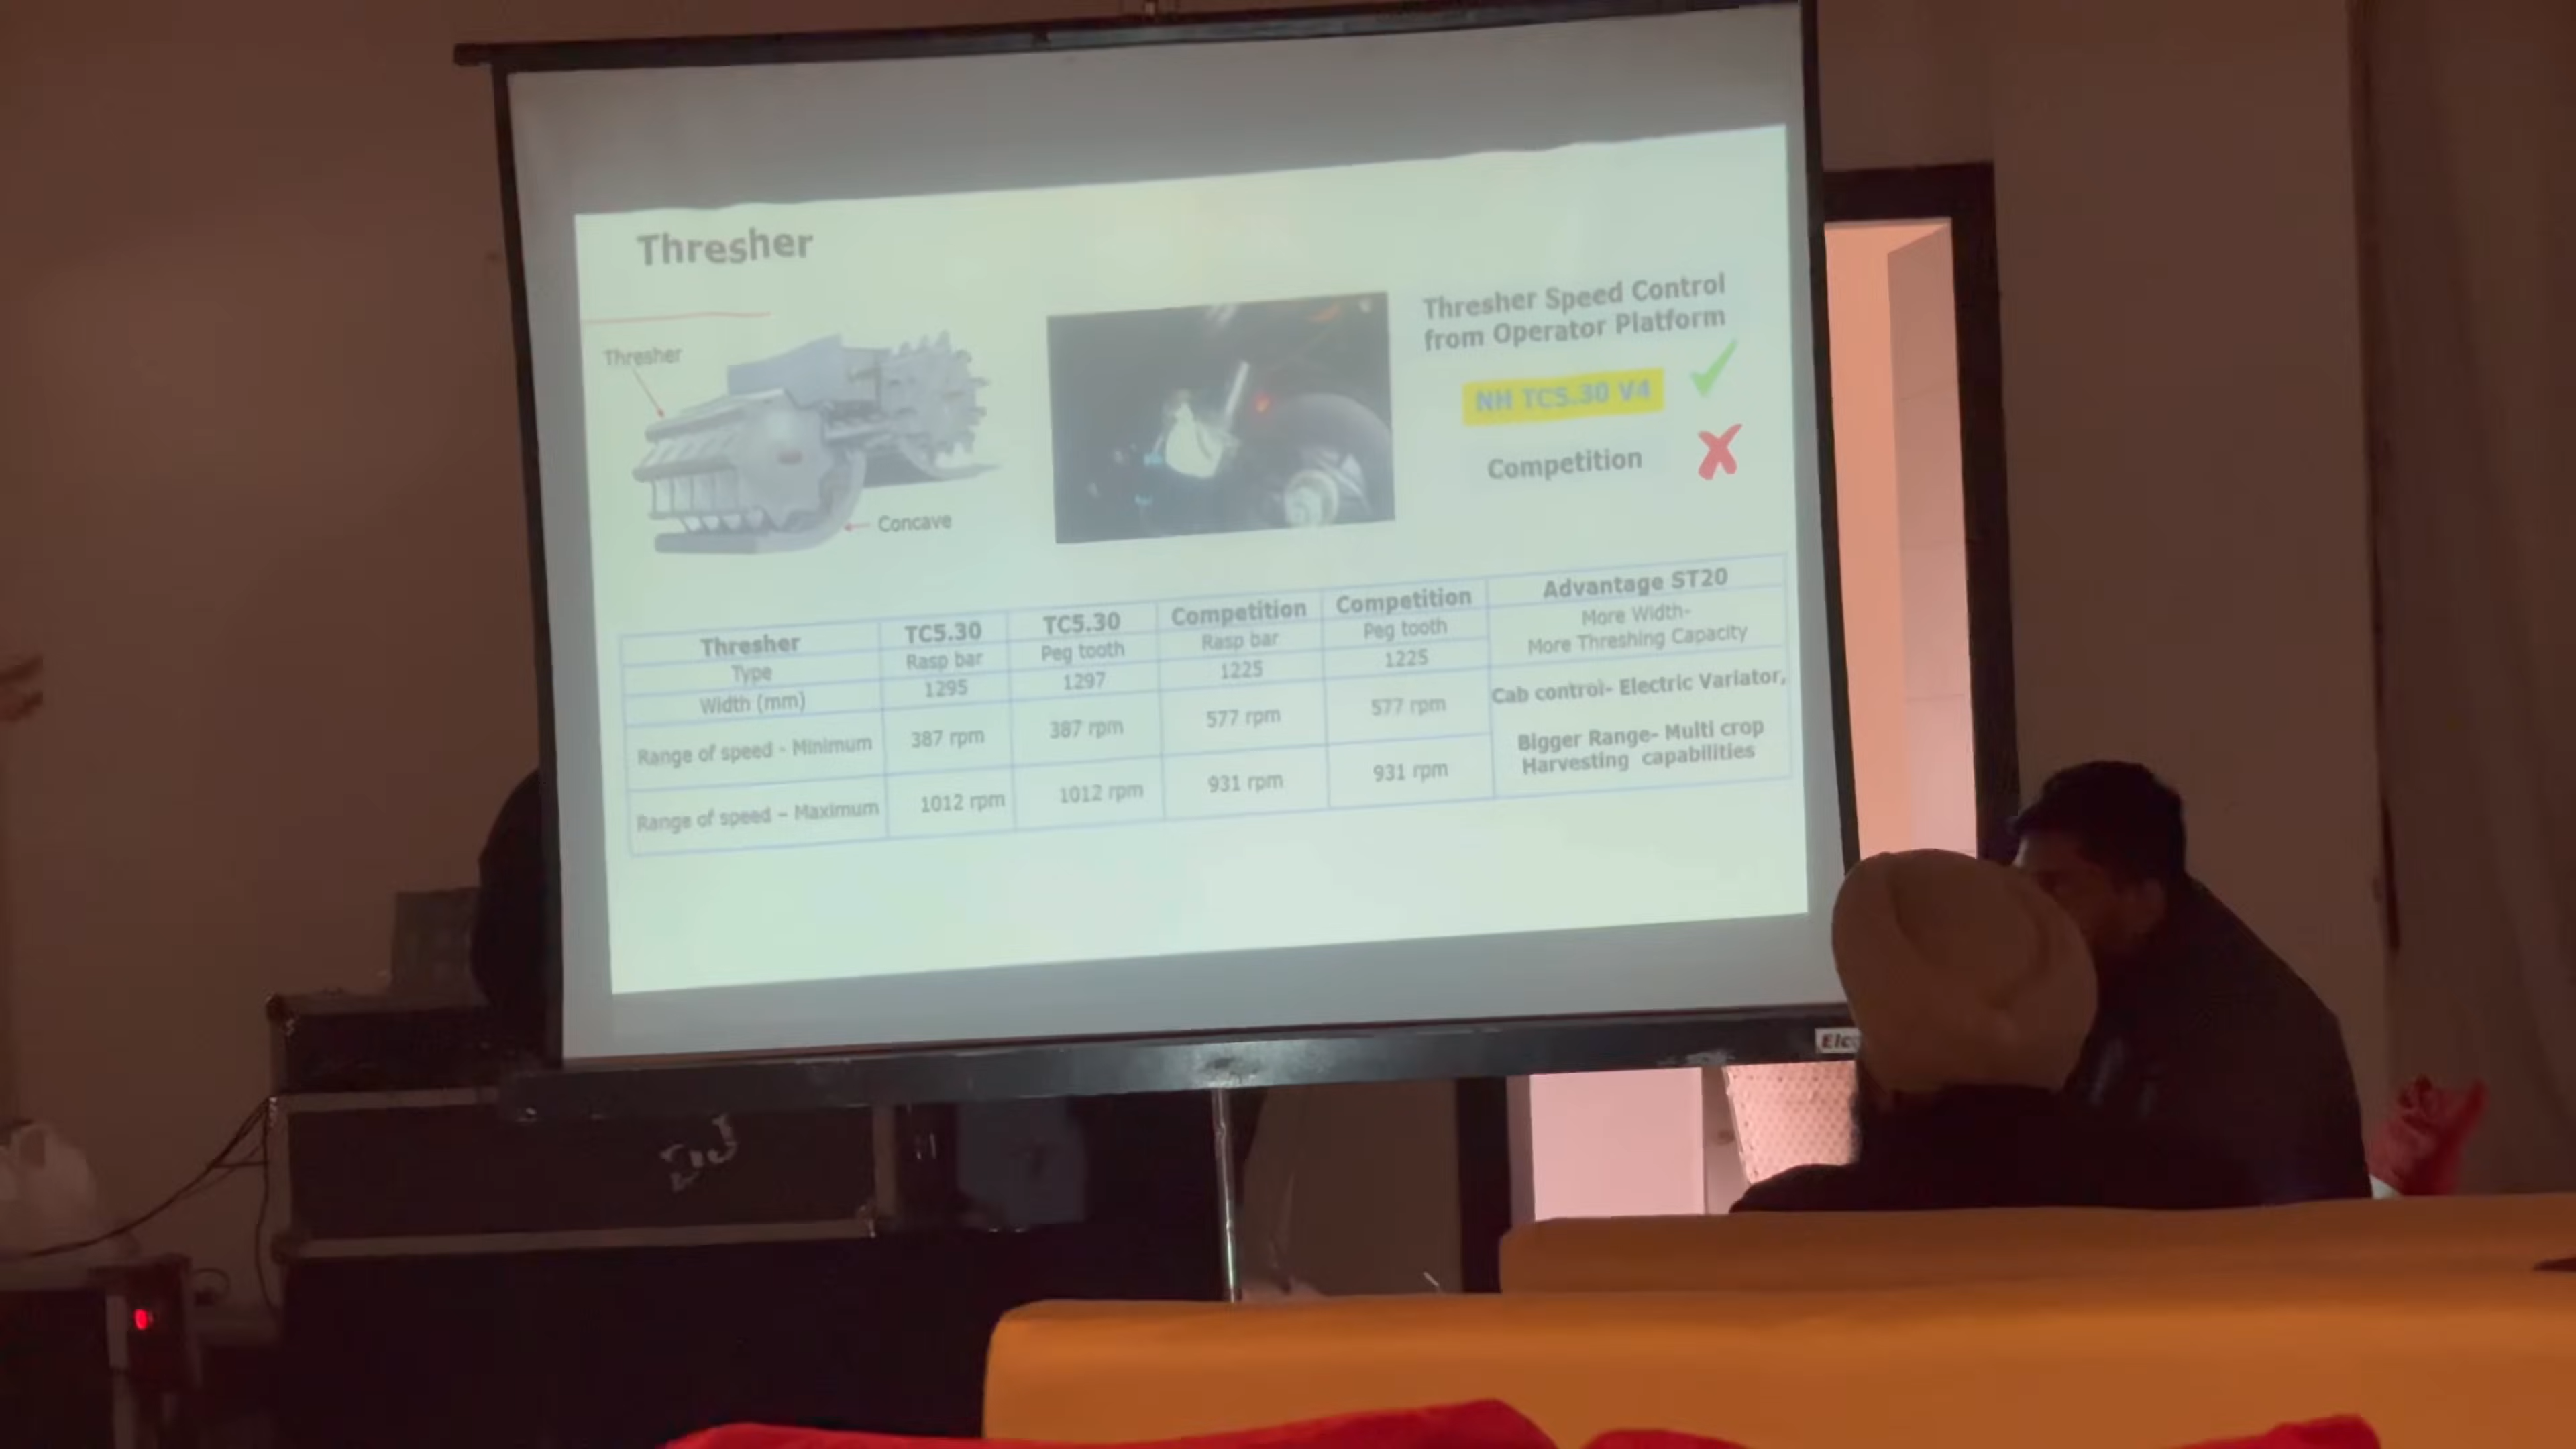 Thresher
Thresher
Concave
Thresher Speed Control
from Operator Platform
NH TC5.30 V4
Competition
Thresher TC5.30 TC5.30 Competition Competition Advantage ST20
Type Rasp bar Peg tooth Rasp bar Peg tooth More Width-
More Threshing Capacity
Width (mm) 1295 1297 1225 1225
Range of speed - Minimum 387 rpm 387 rpm 577 rpm 577 rpm Cab control- Electric Variator,
Range of speed – Maximum 1012 rpm 1012 rpm 931 rpm 931 rpm Bigger Range- Multi crop
Harvesting capabilities
DJ